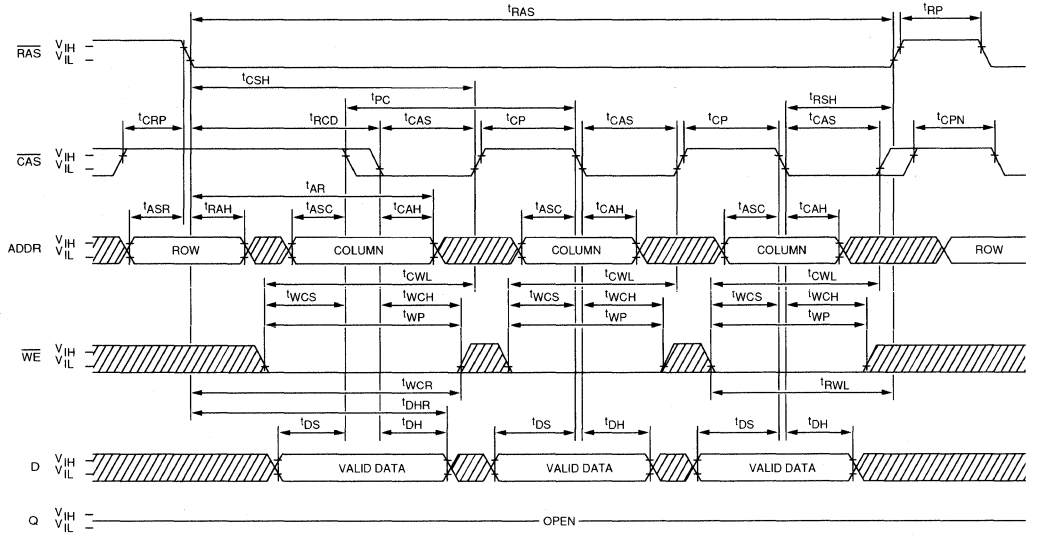 tRAS tRP
RAS VIH VIL
tCSH
tPC tRSH
tCRP tRCD tCAS tCP tCAS tCP tCAS tCPN
CAS VIH VIL
tAR
tASR tRAH tASC tCAH tASC tCAH tASC tCAH
ADDR VIH VIL ROW COLUMN COLUMN COLUMN ROW
tCWL tCWL tCWL
tWCS tWCH tWCS tWCH tWCS tWCH
tWP tWP tWP
WE VIH VIL
tWCR tRWL
tDHR
tDS tDH tDS tDH tDS tDH
D VIH VIL VALID DATA VALID DATA VALID DATA
Q VIH VIL OPEN